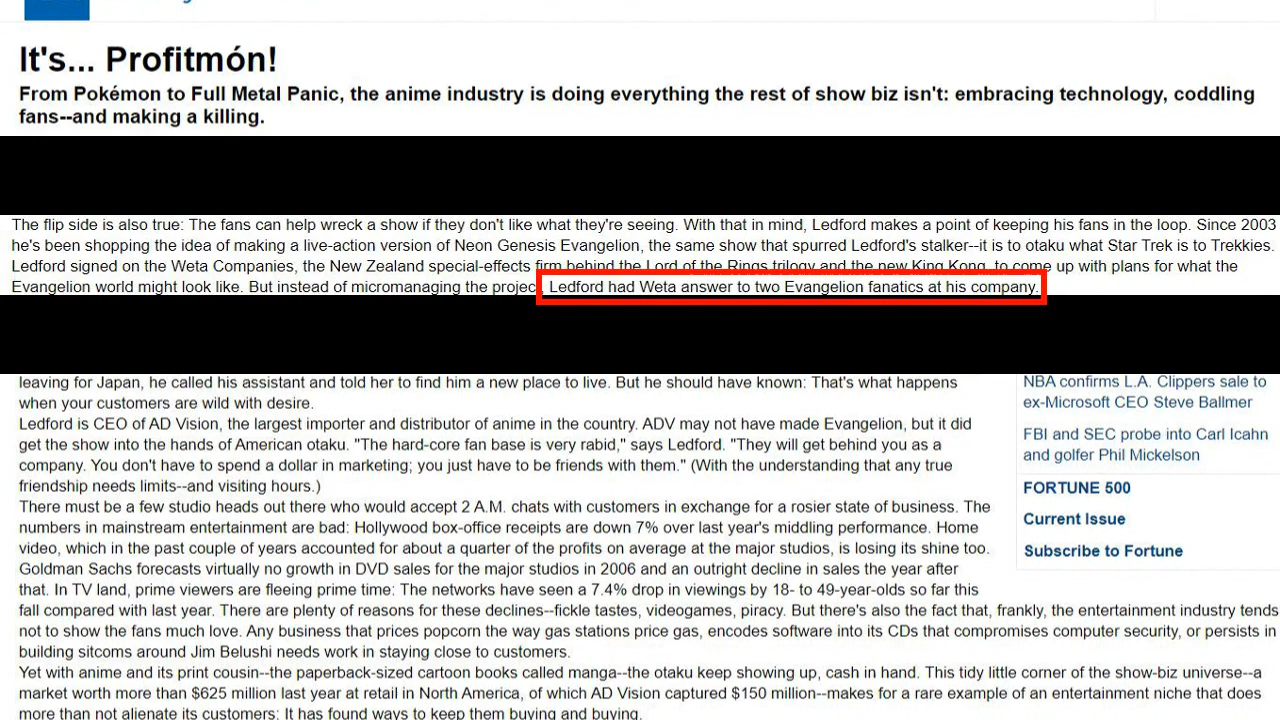 It's... Profitmón!
From Pokémon to Full Metal Panic, the anime industry is doing everything the rest of show biz isn't: embracing technology, coddling
fans--and making a killing.
The flip side is also true: The fans can help wreck a show if they don't like what they're seeing. With that in mind, Ledford makes a point of keeping his fans in the loop. Since 2003
he's been shopping the idea of making a live-action version of Neon Genesis Evangelion, the same show that spurred Ledford's stalker--it is to otaku what Star Trek is to Trekkies.
Ledford signed on the Weta Companies, the New Zealand special-effects firm behind the Lord of the Rings trilogy and the new King Kong, to come up with plans for what the
Evangelion world might look like. But instead of micromanaging the project, Ledford had Weta answer to two Evangelion fanatics at his company.
leaving for Japan, he called his assistant and told her to find him a new place to live. But he should have known: That's what happens
when your customers are wild with desire.
Ledford is CEO of AD Vision, the largest importer and distributor of anime in the country. ADV may not have made Evangelion, but it did
get the show into the hands of American otaku. "The hard-core fan base is very rabid," says Ledford. "They will get behind you as a
company. You don't have to spend a dollar in marketing; you just have to be friends with them." (With the understanding that any true
friendship needs limits--and visiting hours.)
There must be a few studio heads out there who would accept 2 A.M. chats with customers in exchange for a rosier state of business. The
numbers in mainstream entertainment are bad: Hollywood box-office receipts are down 7% over last year's middling performance. Home
video, which in the past couple of years accounted for about a quarter of the profits on average at the major studios, is losing its shine too.
Goldman Sachs forecasts virtually no growth in DVD sales for the major studios in 2006 and an outright decline in sales the year after
that. In TV land, prime viewers are fleeing prime time: The networks have seen a 7.4% drop in viewings by 18- to 49-year-olds so far this
fall compared with last year. There are plenty of reasons for these declines--fickle tastes, videogames, piracy. But there's also the fact that, frankly, the entertainment industry tends
not to show the fans much love. Any business that prices popcorn the way gas stations price gas, encodes software into its CDs that compromises computer security, or persists in
building sitcoms around Jim Belushi needs work in staying close to customers.
Yet with anime and its print cousin--the paperback-sized cartoon books called manga--the otaku keep showing up, cash in hand. This tidy little corner of the show-biz universe--a
market worth more than $625 million last year at retail in North America, of which AD Vision captured $150 million--makes for a rare example of an entertainment niche that does
more than not alienate its customers: It has found ways to keep them buying and buying.
NBA confirms L.A. Clippers sale to
ex-Microsoft CEO Steve Ballmer
FBI and SEC probe into Carl Icahn
and golfer Phil Mickelson
FORTUNE 500
Current Issue
Subscribe to Fortune